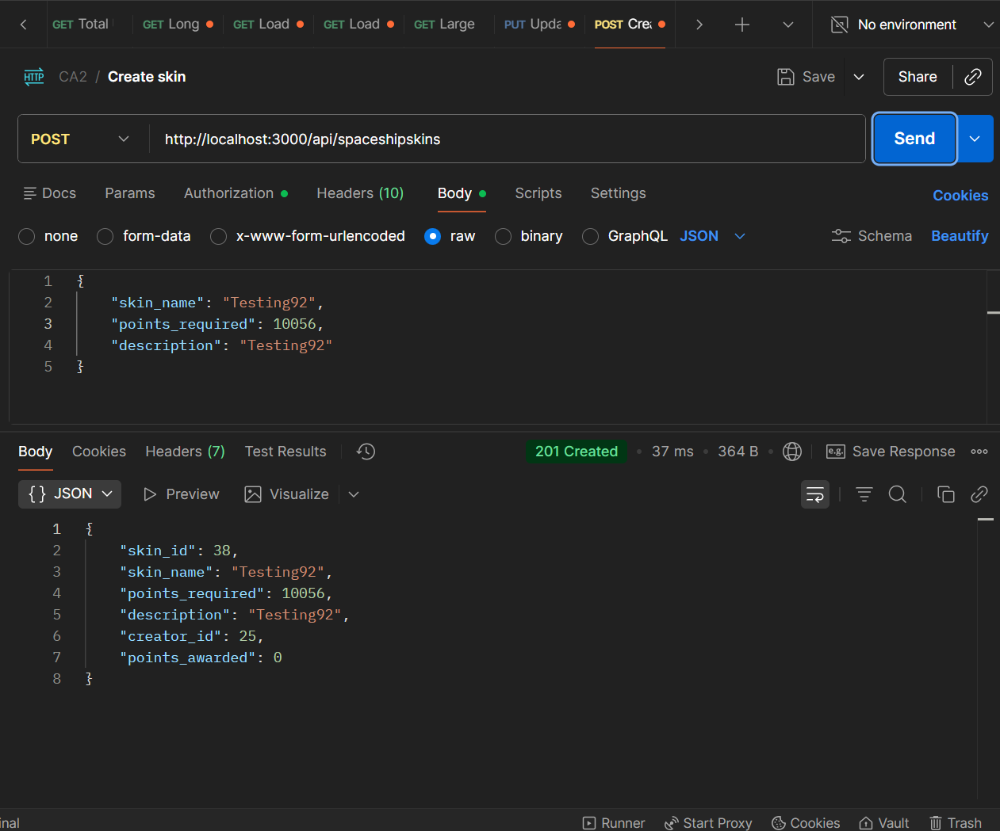 GET Total GET Long GET Load GET Load GET Large PUT Upda POST Crea No environment
HTTP CA2 / Create skin Save Share
POST http://localhost:3000/api/spaceshipskins Send
Docs Params Authorization Headers (10) Body Scripts Settings Cookies
none form-data x-www-form-urlencoded raw binary GraphQL JSON Schema Beautify
1 {
2 "skin_name": "Testing92",
3 "points_required": 10056,
4 "description": "Testing92"
5 }
Body Cookies Headers (7) Test Results 201 Created • 37 ms • 364 B • e.g. Save Response
{} JSON Preview Visualize
1 {
2 "skin_id": 38,
3 "skin_name": "Testing92",
4 "points_required": 10056,
5 "description": "Testing92",
6 "creator_id": 25,
7 "points_awarded": 0
8 }
inal Runner Start Proxy Cookies Vault Trash